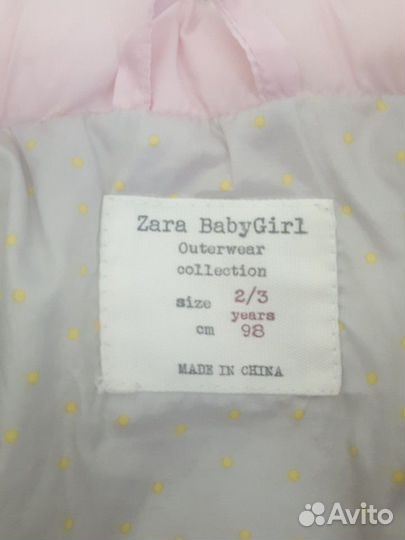 Zara BabyGirl
Outerwear
collection
size 2/3
years
cm 98
MADE IN CHINA
Avito